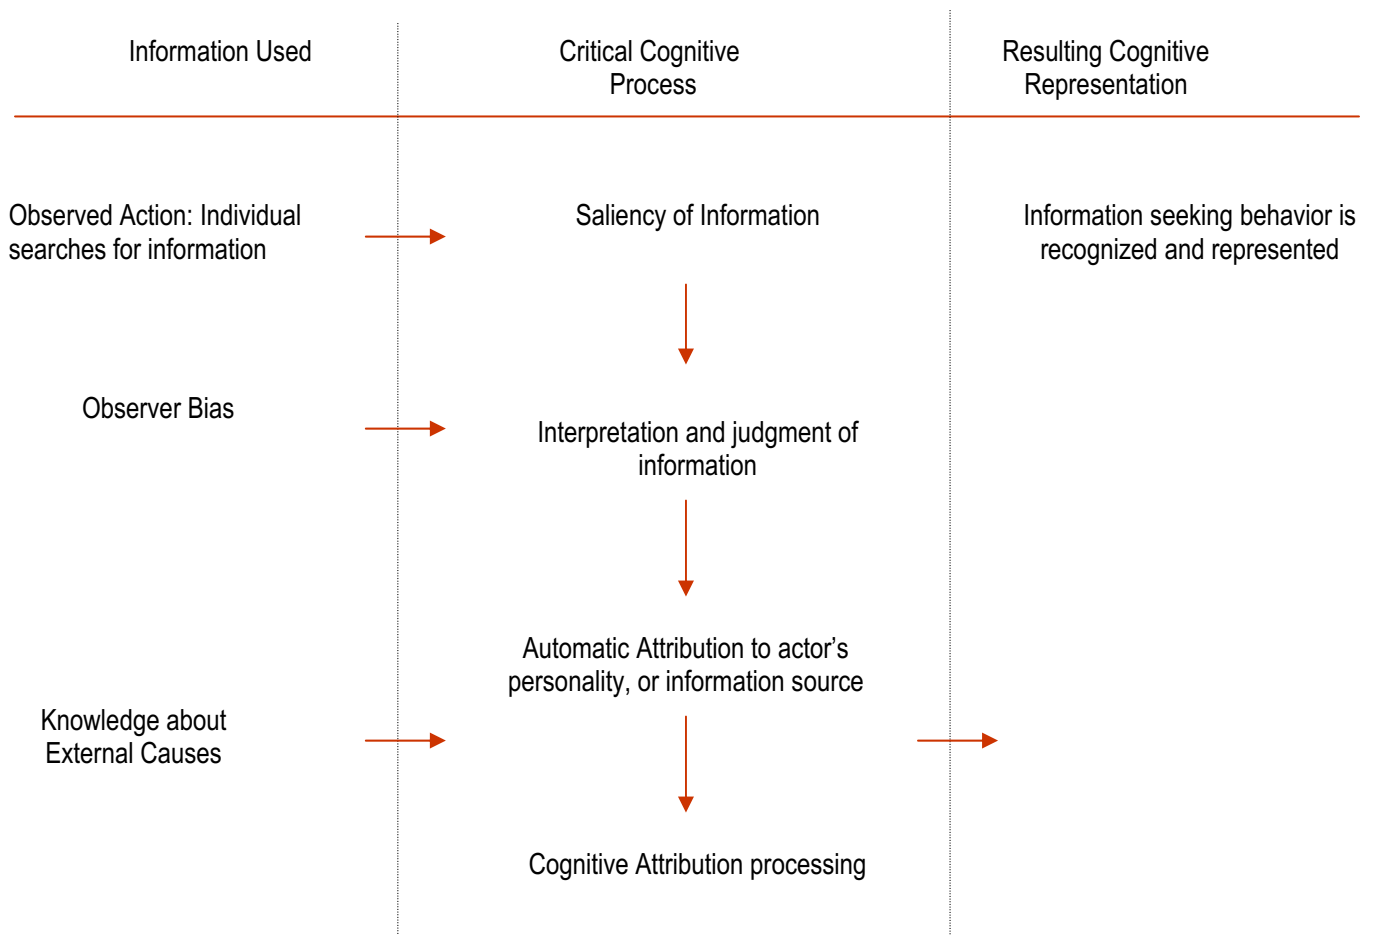 Information Used
Critical Cognitive
Process
Resulting Cognitive
Representation
Observed Action: Individual
searches for information
Saliency of Information
Information seeking behavior is
recognized and represented
Observer Bias
Interpretation and judgment of
information
Automatic Attribution to actor’s
personality, or information source
Knowledge about
External Causes
Cognitive Attribution processing